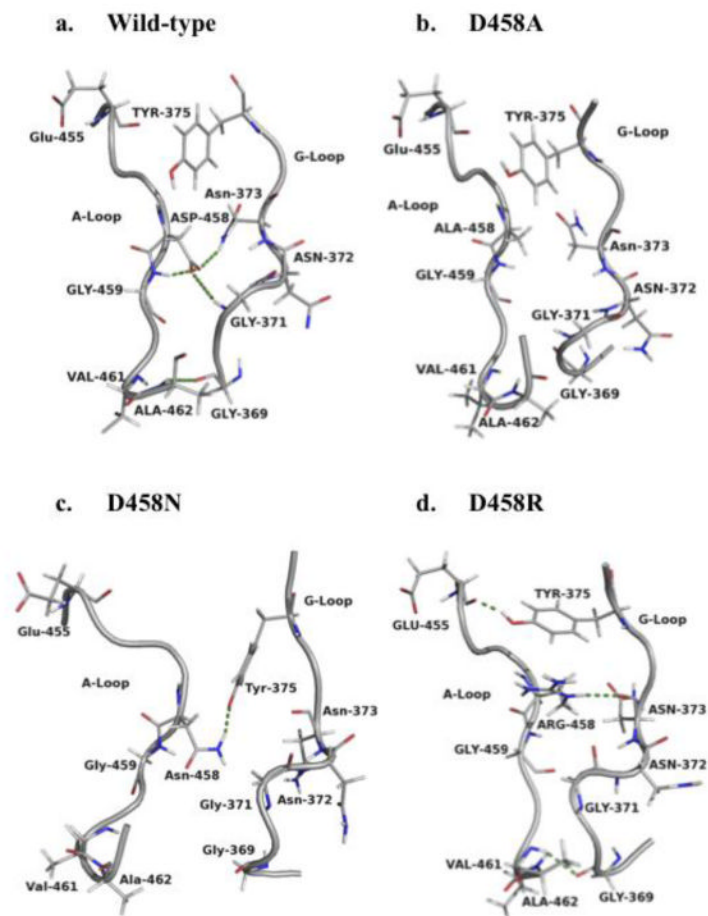 a. Wild-type
b. D458A
TYR-375
Glu-455
G-Loop
Asn-373
A-Loop
ASP-458
ASN-372
GLY-459
GLY-371
VAL-461
ALA-462
GLY-369
TYR-375
Glu-455
G-Loop
A-Loop
ALA-458
Asn-373
GLY-459
ASN-372
GLY-371
VAL-461
GLY-369
ALA-462
c. D458N
d. D458R
Glu-455
G-Loop
A-Loop
Tyr-375
Asn-373
Gly-459
Asn-458
Gly-371
Asn-372
Gly-369
Val-461
Ala-462
TYR-375
GLU-455
G-Loop
A-Loop
ASN-373
ARG-458
GLY-459
ASN-372
GLY-371
VAL-461
ALA-462
GLY-369